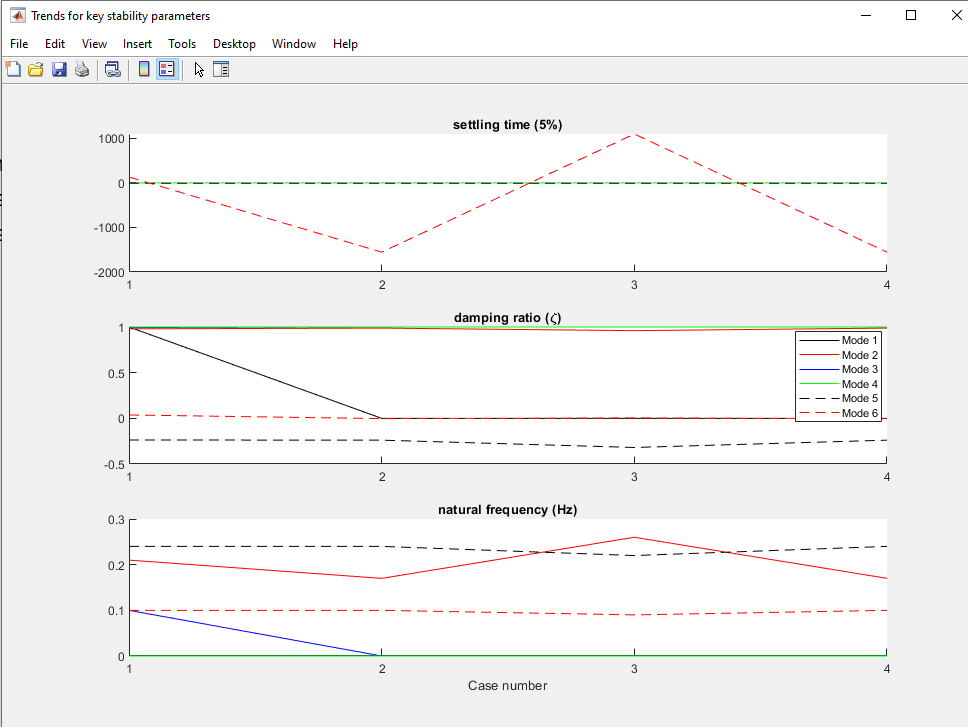 Trends for key stability parameters
File Edit View Insert Tools Desktop Window Help
settling time (5%)
1000
0
-1000
-2000
1 2 3 4
damping ratio (ζ)
1
0.5
0
-0.5
1 2 3 4
Mode 1
Mode 2
Mode 3
Mode 4
Mode 5
Mode 6
natural frequency (Hz)
0.3
0.2
0.1
0
1 2 3 4
Case number